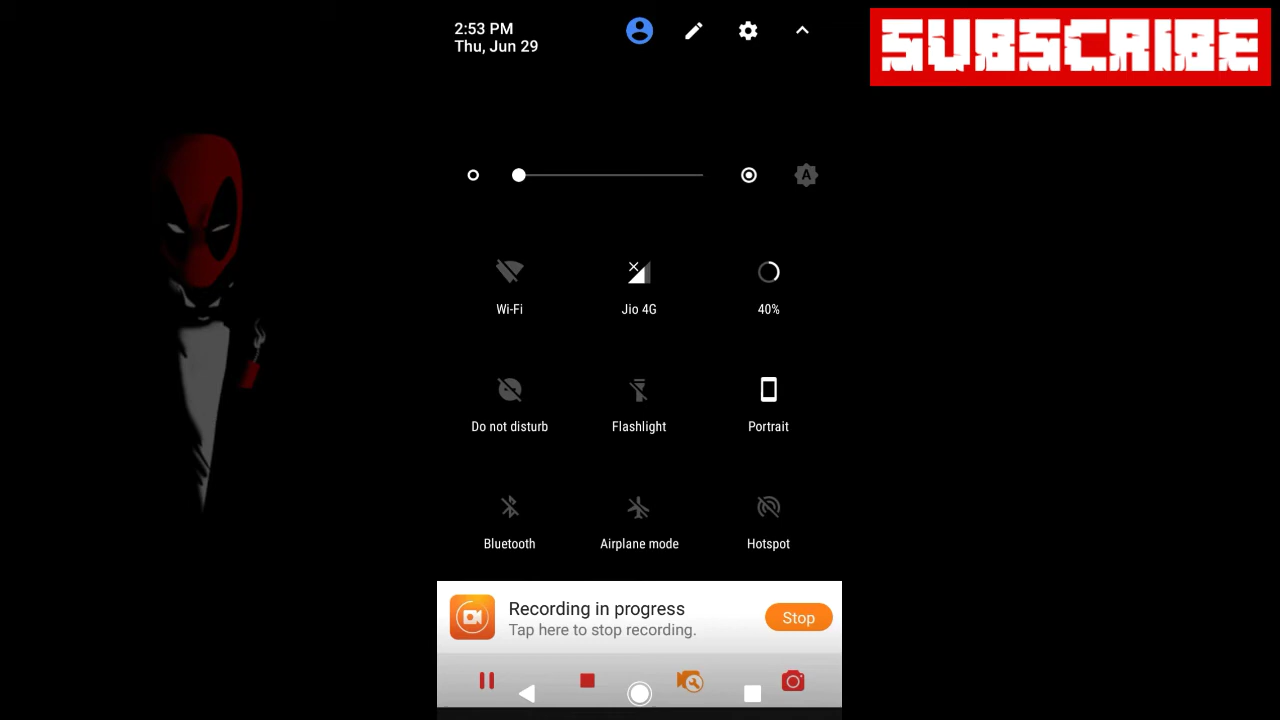 2:53 PM
Thu, Jun 29
SUBSCRIBE
A
Wi-Fi
Jio 4G
40%
Do not disturb
Flashlight
Portrait
Bluetooth
Airplane mode
Hotspot
Recording in progress
Tap here to stop recording.
Stop